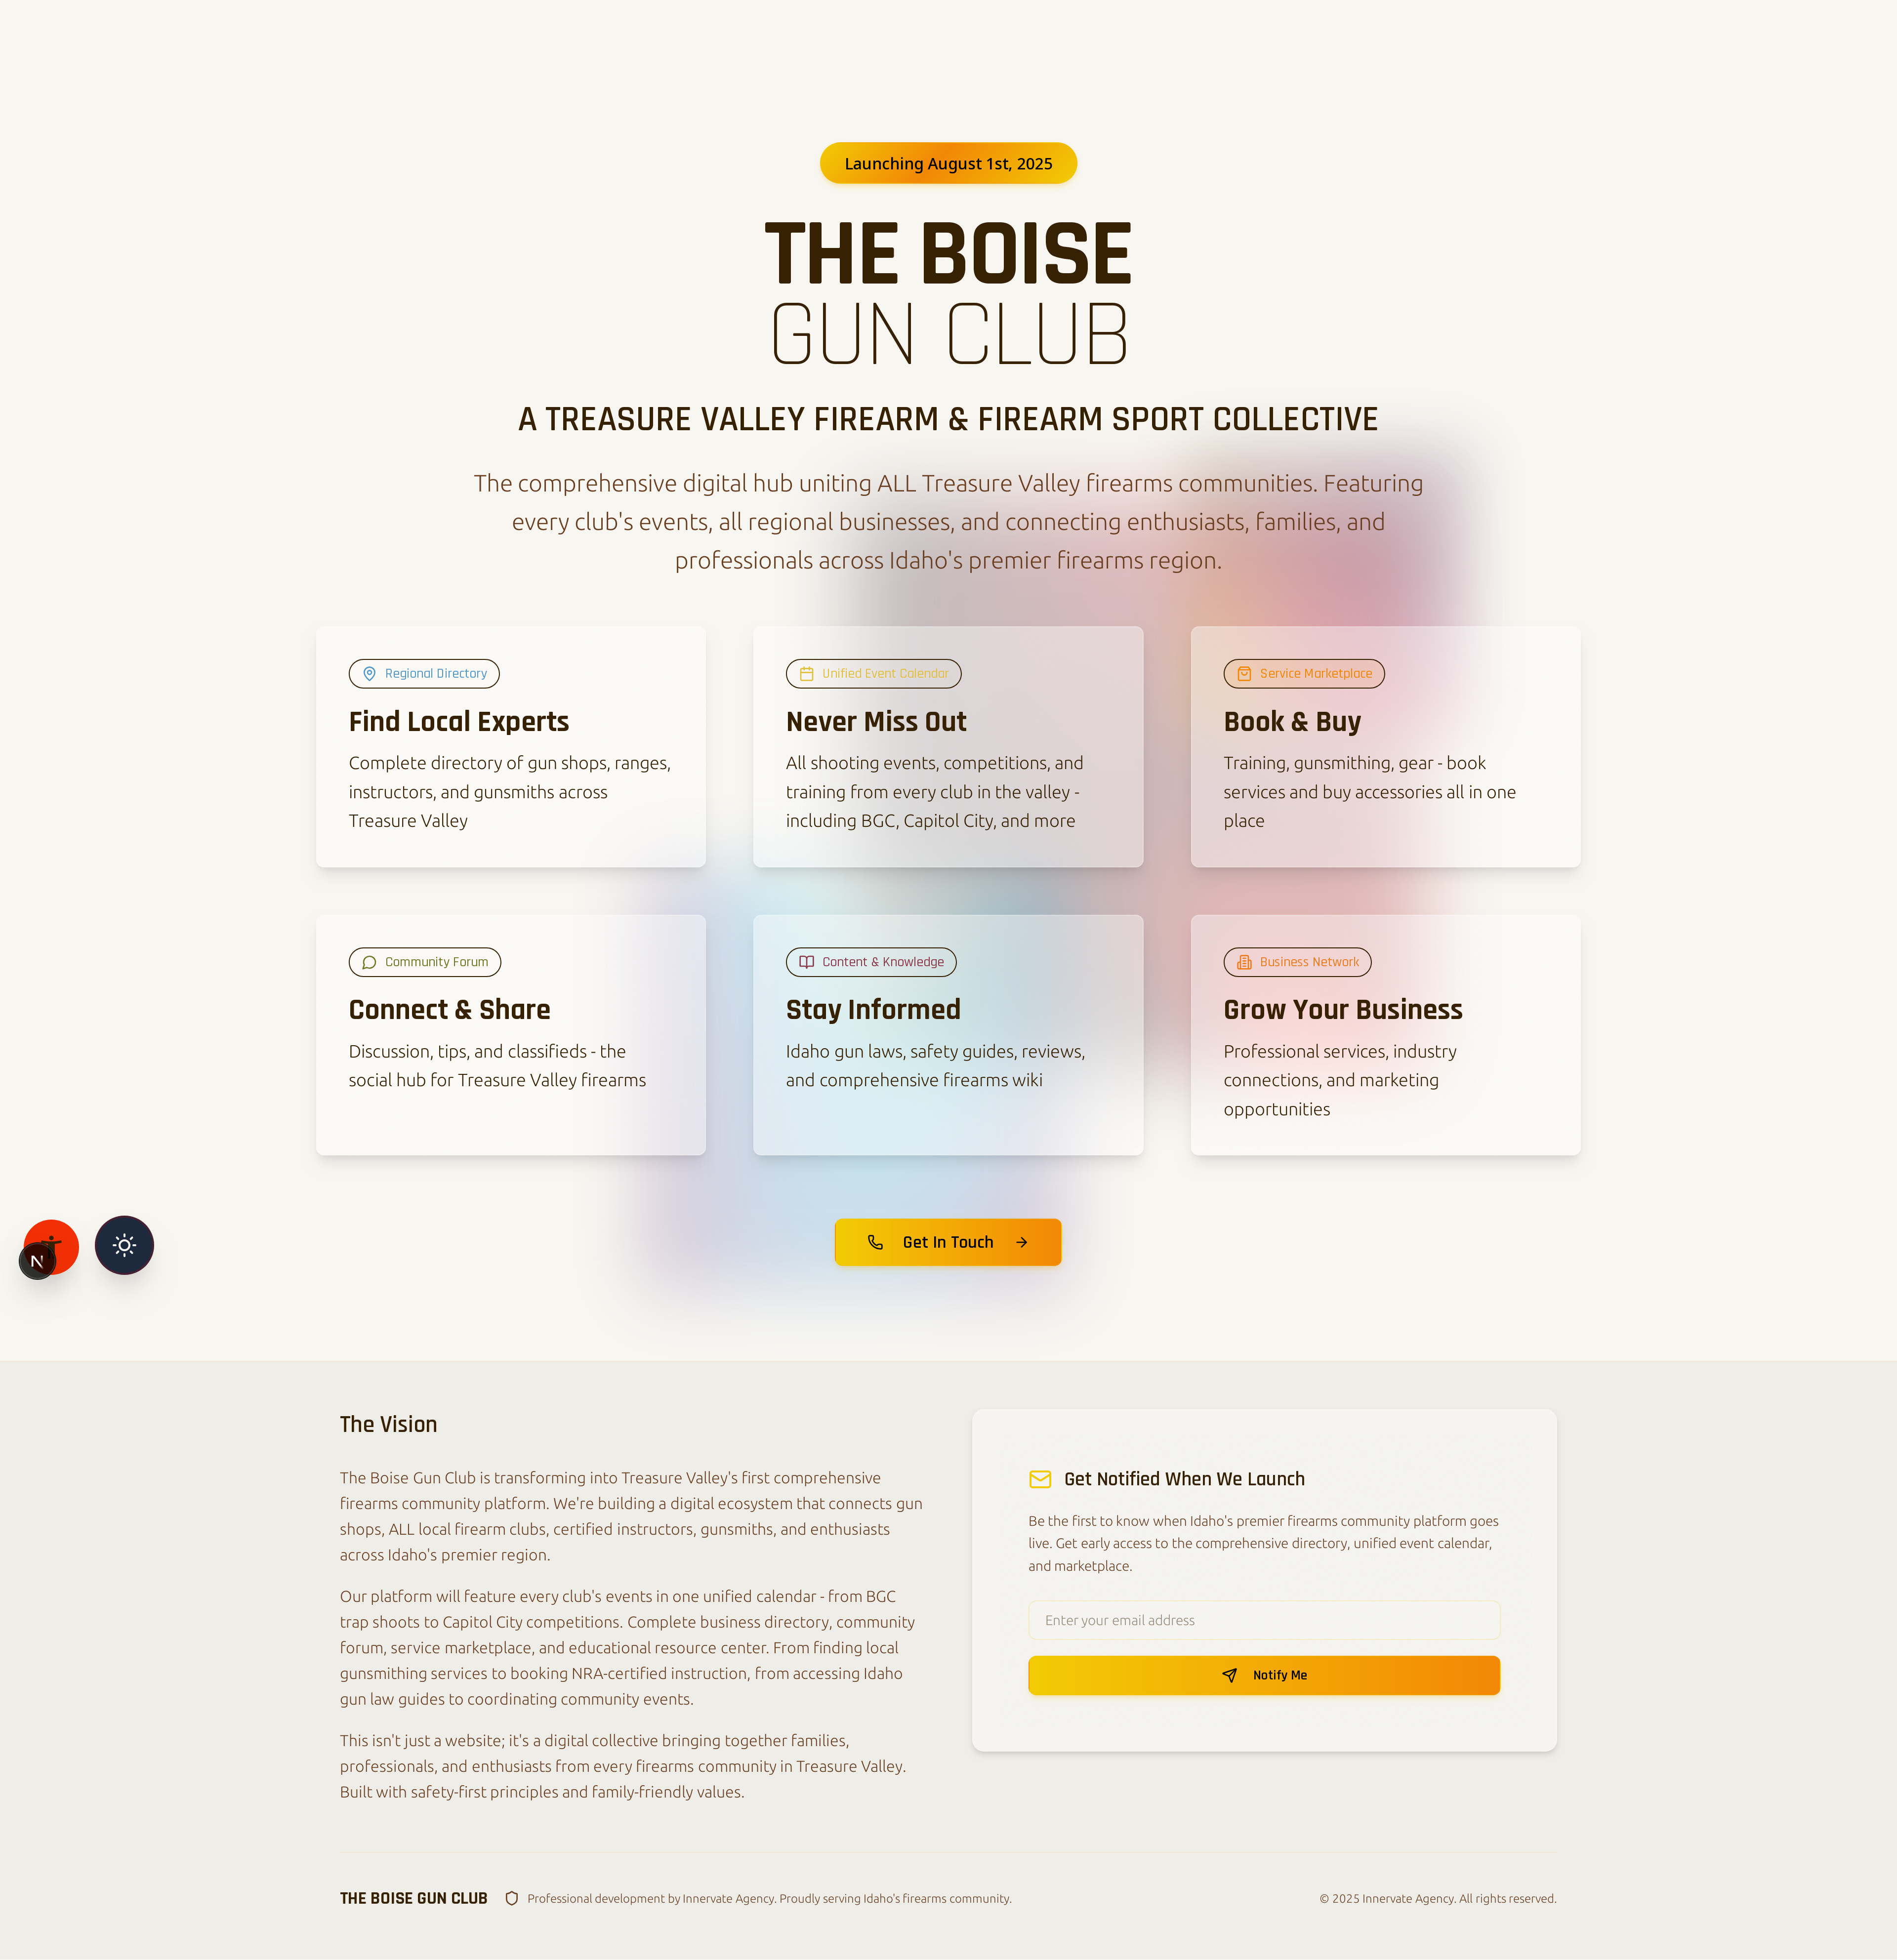 Launching August 1st, 2025
THE BOISE
GUN CLUB
A TREASURE VALLEY FIREARM & FIREARM SPORT COLLECTIVE
The comprehensive digital hub uniting ALL Treasure Valley firearms communities. Featuring
every club's events, all regional businesses, and connecting enthusiasts, families, and
professionals across Idaho's premier firearms region.
Regional Directory
Find Local Experts
Complete directory of gun shops, ranges,
instructors, and gunsmiths across
Treasure Valley
Unified Event Calendar
Never Miss Out
All shooting events, competitions, and
training from every club in the valley -
including BGC, Capitol City, and more
Service Marketplace
Book & Buy
Training, gunsmithing, gear - book
services and buy accessories all in one
place
Community Forum
Connect & Share
Discussion, tips, and classifieds - the
social hub for Treasure Valley firearms
Content & Knowledge
Stay Informed
Idaho gun laws, safety guides, reviews,
and comprehensive firearms wiki
Business Network
Grow Your Business
Professional services, industry
connections, and marketing
opportunities
N
Get In Touch
The Vision
The Boise Gun Club is transforming into Treasure Valley's first comprehensive
firearms community platform. We're building a digital ecosystem that connects gun
shops, ALL local firearm clubs, certified instructors, gunsmiths, and enthusiasts
across Idaho's premier region.
Our platform will feature every club's events in one unified calendar - from BGC
trap shoots to Capitol City competitions. Complete business directory, community
forum, service marketplace, and educational resource center. From finding local
gunsmithing services to booking NRA-certified instruction, from accessing Idaho
gun law guides to coordinating community events.
This isn't just a website; it's a digital collective bringing together families,
professionals, and enthusiasts from every firearms community in Treasure Valley.
Built with safety-first principles and family-friendly values.
Get Notified When We Launch
Be the first to know when Idaho's premier firearms community platform goes
live. Get early access to the comprehensive directory, unified event calendar,
and marketplace.
Enter your email address
Notify Me
THE BOISE GUN CLUB
Professional development by Innervate Agency. Proudly serving Idaho's firearms community.
© 2025 Innervate Agency. All rights reserved.